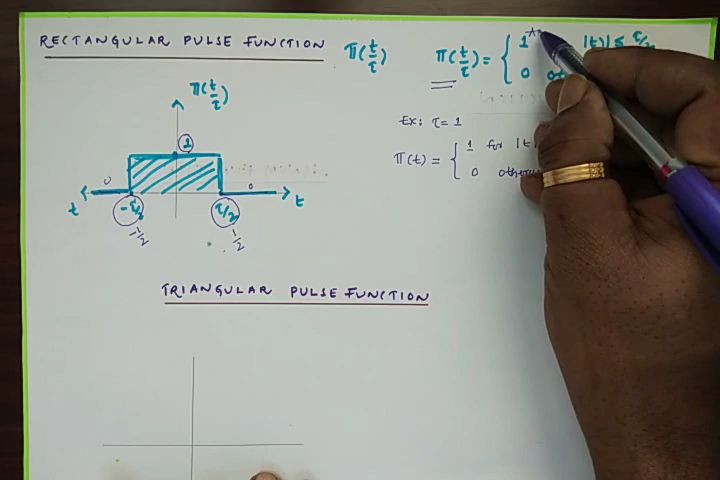 RECTANGULAR PULSE FUNCTION π(t/τ)
π(t/τ) = { 1 |t| ≤ τ/2
0
Ex: τ = 1
π(t) = { 1 for |t
0
π(t/τ)
1
0 0
t t
-τ/2 τ/2
-1/2 1/2
TRIANGULAR PULSE FUNCTION